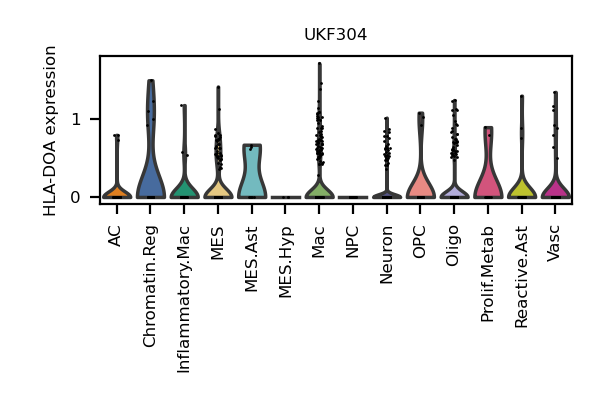 UKF304
HLA-DOA expression
1
0
AC
Chromatin.Reg
Inflammatory.Mac
MES
MES.Ast
MES.Hyp
Mac
NPC
Neuron
OPC
Oligo
Prolif.Metab
Reactive.Ast
Vasc